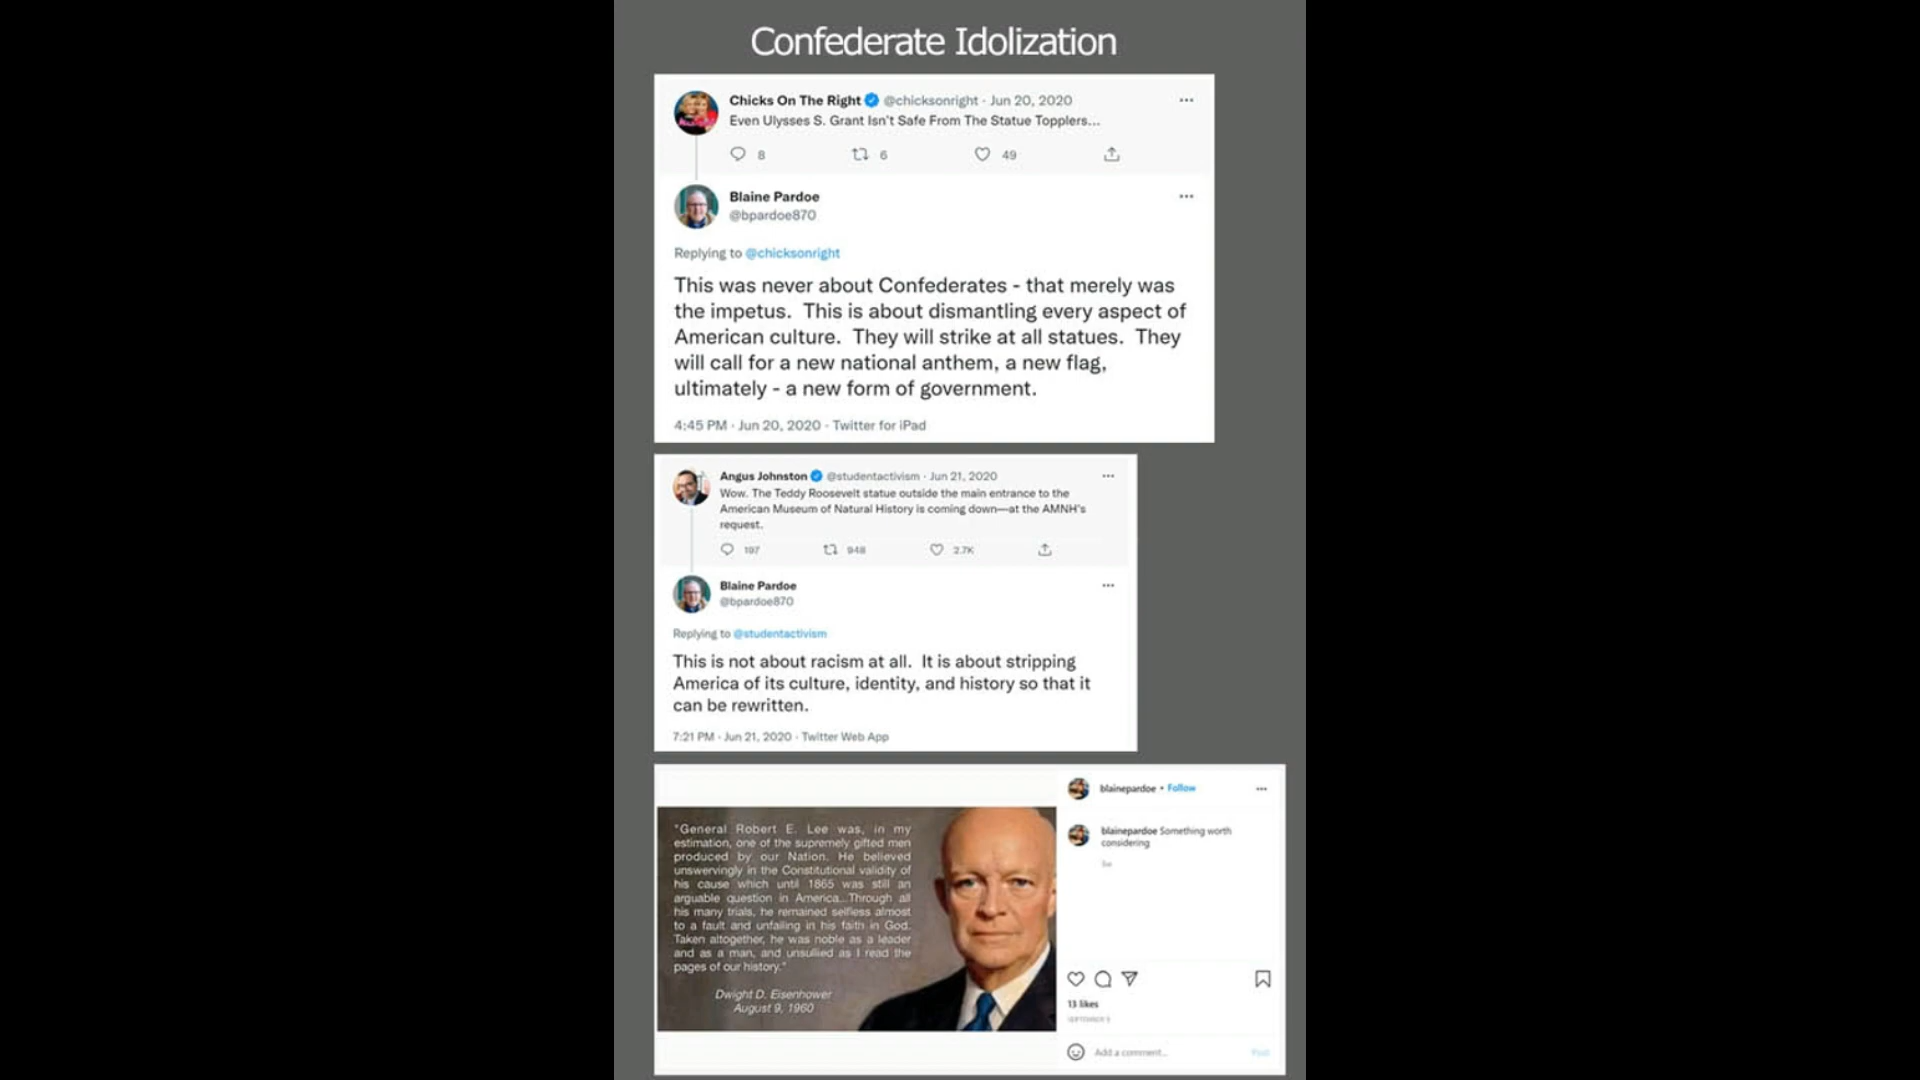 Confederate Idolization
Chicks On The Right @chicksonright · Jun 20, 2020
Even Ulysses S. Grant Isn't Safe From The Statue Topplers...
8 6 49
Blaine Pardoe
@bpardoe870
Replying to @chicksonright
This was never about Confederates - that merely was
the impetus. This is about dismantling every aspect of
American culture. They will strike at all statues. They
will call for a new national anthem, a new flag,
ultimately - a new form of government.
4:45 PM · Jun 20, 2020 · Twitter for iPad
Angus Johnston @studentactivism · Jun 21, 2020
Wow. The Teddy Roosevelt statue outside the main entrance to the
American Museum of Natural History is coming down—at the AMNH's
request.
197 948 2.7K
Blaine Pardoe
@bpardoe870
Replying to @studentactivism
This is not about racism at all. It is about stripping
America of its culture, identity, and history so that it
can be rewritten.
7:21 PM · Jun 21, 2020 · Twitter Web App
"General Robert E. Lee was, in my
estimation, one of the supremely gifted men
produced by our Nation. He believed
unswervingly in the Constitutional validity of
his cause which until 1865 was still an
arguable question in America...Through all
his many trials, he remained selfless almost
to a fault and unfailing in his faith in God.
Taken altogether, he was noble as a leader
and as a man, and unsullied as I read the
pages of our history."
Dwight D. Eisenhower
August 9, 1960
blainepardoe • Follow
blainepardoe Something worth
considering
13 likes
Add a comment...
Post